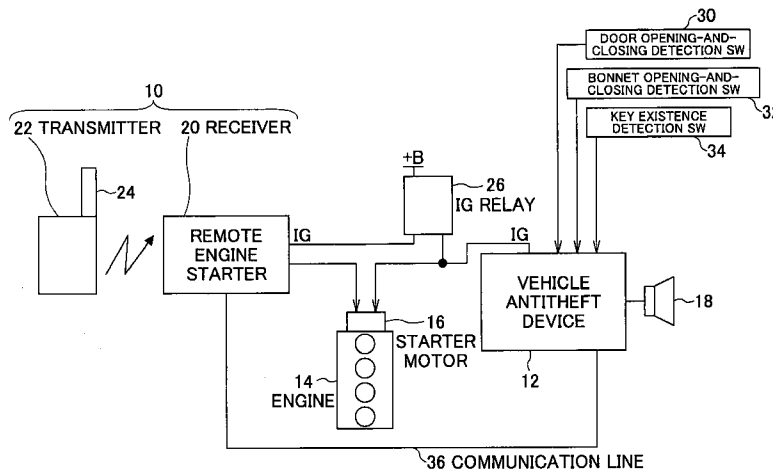 30
DOOR OPENING-AND-
CLOSING DETECTION SW
BONNET OPENING-AND-
CLOSING DETECTION SW
32
KEY EXISTENCE
DETECTION SW
34
10
22 TRANSMITTER
20 RECEIVER
24
+B
26
IG RELAY
REMOTE
ENGINE
STARTER
IG
IG
VEHICLE
ANTITHEFT
DEVICE
18
16
STARTER
MOTOR
14
ENGINE
12
36 COMMUNICATION LINE